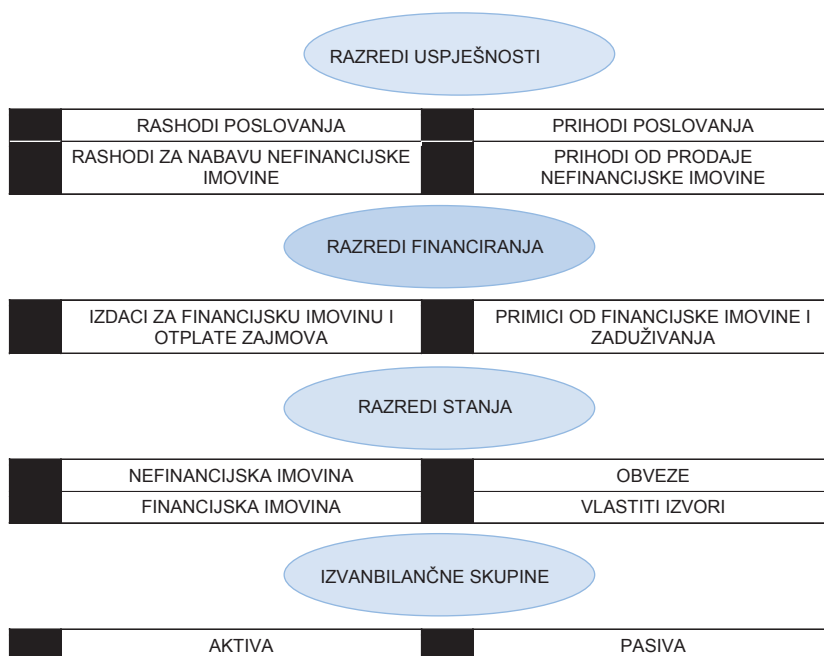 RAZREDI USPJEŠNOSTI
RASHODI POSLOVANJA
PRIHODI POSLOVANJA
RASHODI ZA NABAVU NEFINANCIJSKE
IMOVINE
PRIHODI OD PRODAJE
NEFINANCIJSKE IMOVINE
RAZREDI FINANCIRANJA
IZDACI ZA FINANCIJSKU IMOVINU I
OTPLATE ZAJMOVA
PRIMICI OD FINANCIJSKE IMOVINE I
ZADUŽIVANJA
RAZREDI STANJA
NEFINANCIJSKA IMOVINA
OBVEZE
FINANCIJSKA IMOVINA
VLASTITI IZVORI
IZVANBILANČNE SKUPINE
AKTIVA
PASIVA